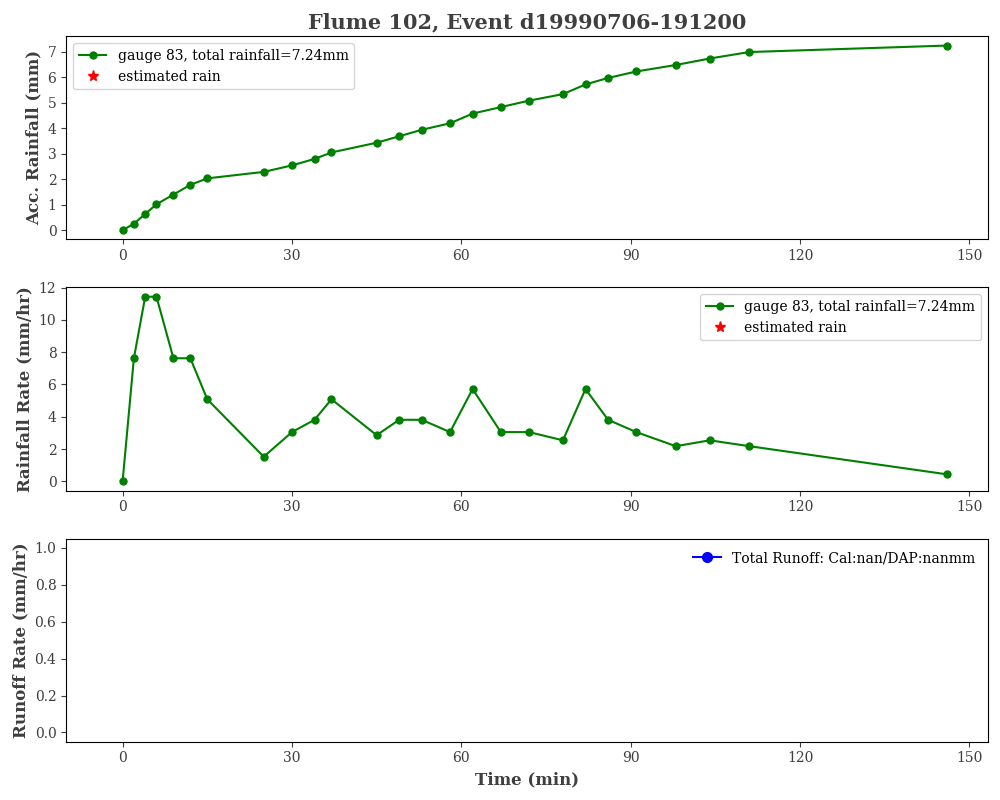 Flume 102, Event d19990706-191200
Acc. Rainfall (mm)
7
6
5
4
3
2
1
0
gauge 83, total rainfall=7.24mm
estimated rain
0 30 60 90 120 150
Rainfall Rate (mm/hr)
12
10
8
6
4
2
0
gauge 83, total rainfall=7.24mm
estimated rain
0 30 60 90 120 150
Runoff Rate (mm/hr)
1.0
0.8
0.6
0.4
0.2
0.0
Total Runoff: Cal:nan/DAP:nanmm
0 30 60 90 120 150
Time (min)